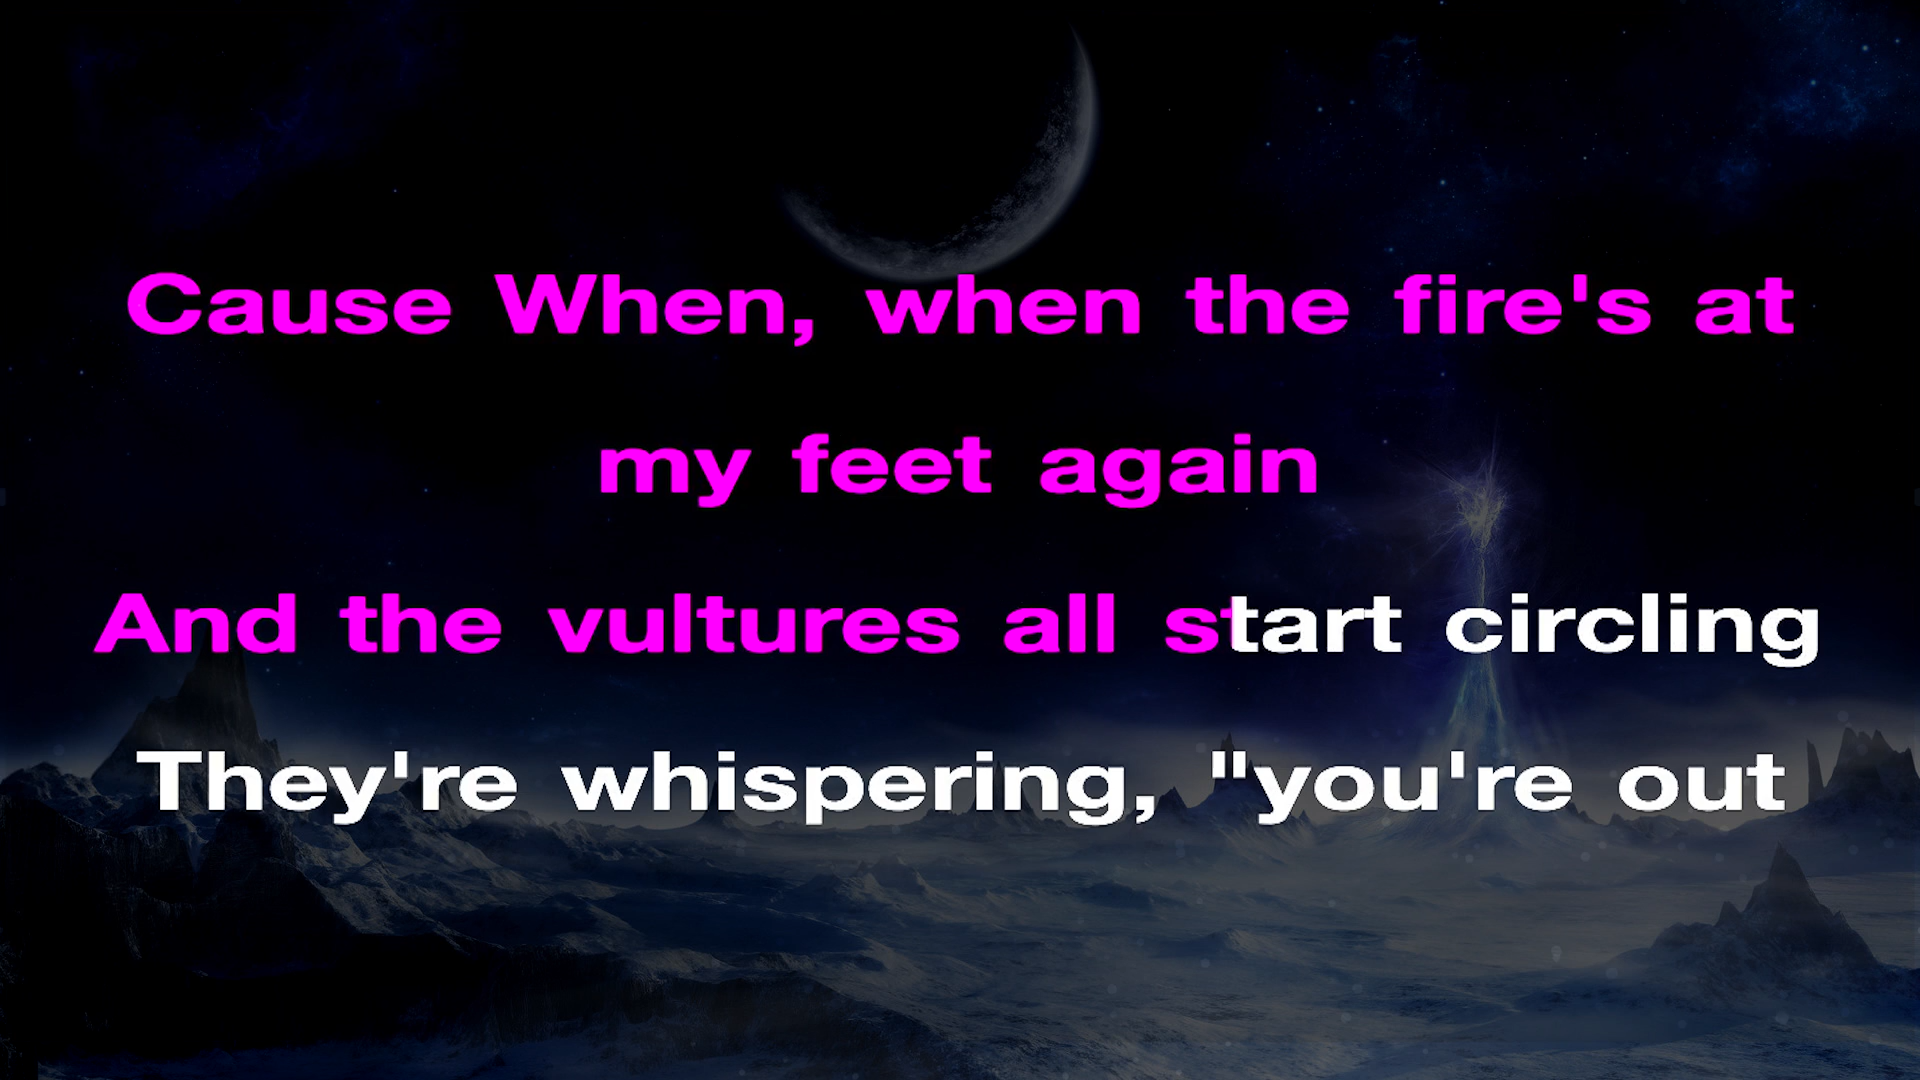 Cause When, when the fire's at
my feet again
And the vultures all start circling
They're whispering, "you're out